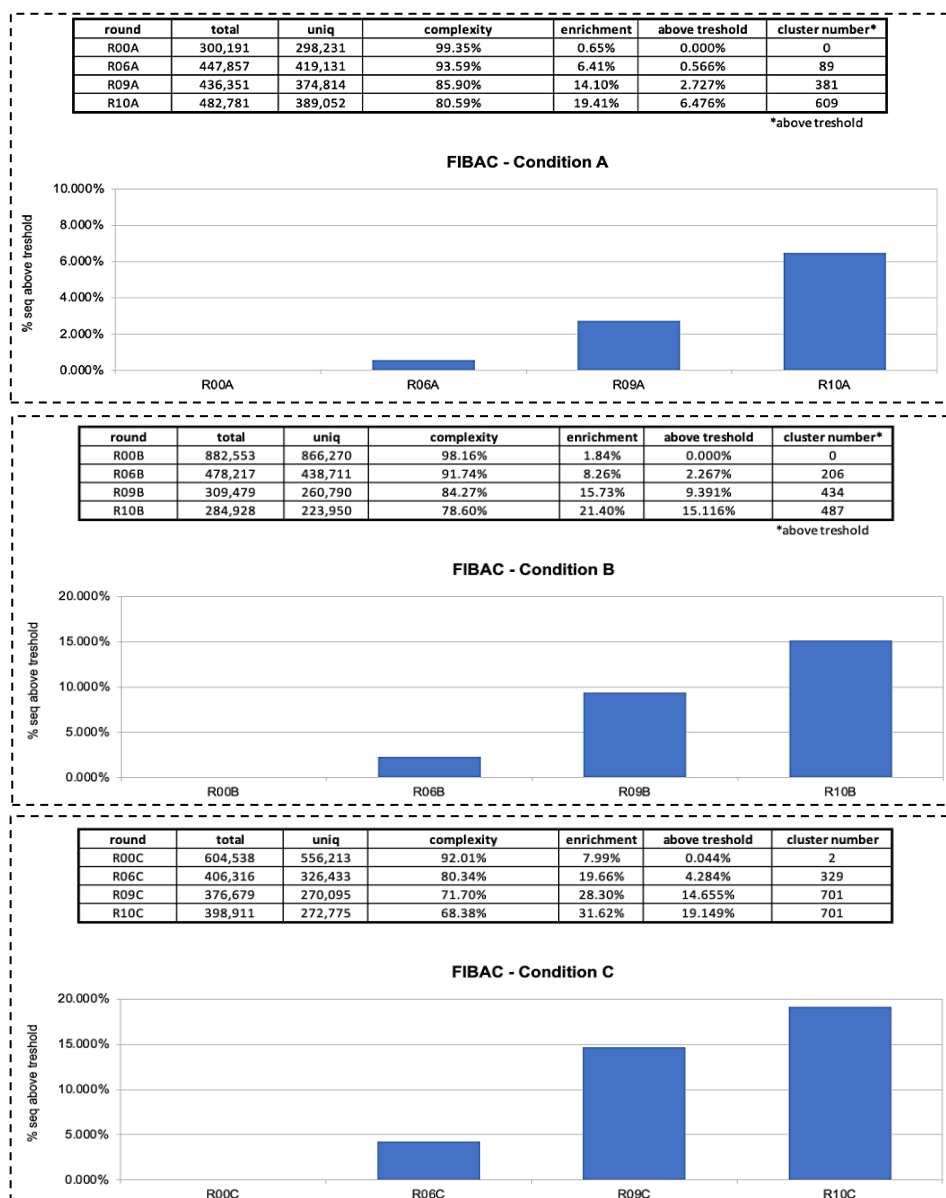 round total uniq complexity enrichment above treshold cluster number*
R00A 300,191 298,231 99.35% 0.65% 0.000% 0
R06A 447,857 419,131 93.59% 6.41% 0.566% 89
R09A 436,351 374,814 85.90% 14.10% 2.727% 381
R10A 482,781 389,052 80.59% 19.41% 6.476% 609
*above treshold
FIBAC - Condition A
% seq above treshold
10.000%
8.000%
6.000%
4.000%
2.000%
0.000%
R00A R06A R09A R10A
round total uniq complexity enrichment above treshold cluster number*
R00B 882,553 866,270 98.16% 1.84% 0.000% 0
R06B 478,217 438,711 91.74% 8.26% 2.267% 206
R09B 309,479 260,790 84.27% 15.73% 9.391% 434
R10B 284,928 223,950 78.60% 21.40% 15.116% 487
*above treshold
FIBAC - Condition B
% seq above treshold
20.000%
15.000%
10.000%
5.000%
0.000%
R00B R06B R09B R10B
round total uniq complexity enrichment above treshold cluster number
R00C 604,538 556,213 92.01% 7.99% 0.044% 2
R06C 406,316 326,433 80.34% 19.66% 4.284% 329
R09C 376,679 270,095 71.70% 28.30% 14.655% 701
R10C 398,911 272,775 68.38% 31.62% 19.149% 701
FIBAC - Condition C
% seq above treshold
20.000%
15.000%
10.000%
5.000%
0.000%
R00C R06C R09C R10C